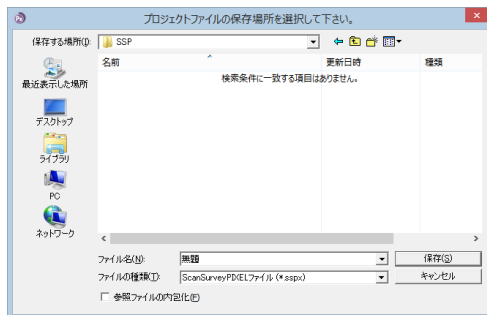 プロジェクトファイルの保存場所を選択して下さい。
保存する場所(I): SSP
名前 更新日時 種類
検索条件に一致する項目はありません。
最近表示した場所
デスクトップ
ライブラリ
PC
ネットワーク
ファイル名(N): 無題 保存(S)
ファイルの種類(T): ScanSurveyPIXELファイル (*.sspx) キャンセル
参照ファイルの内包化(F)